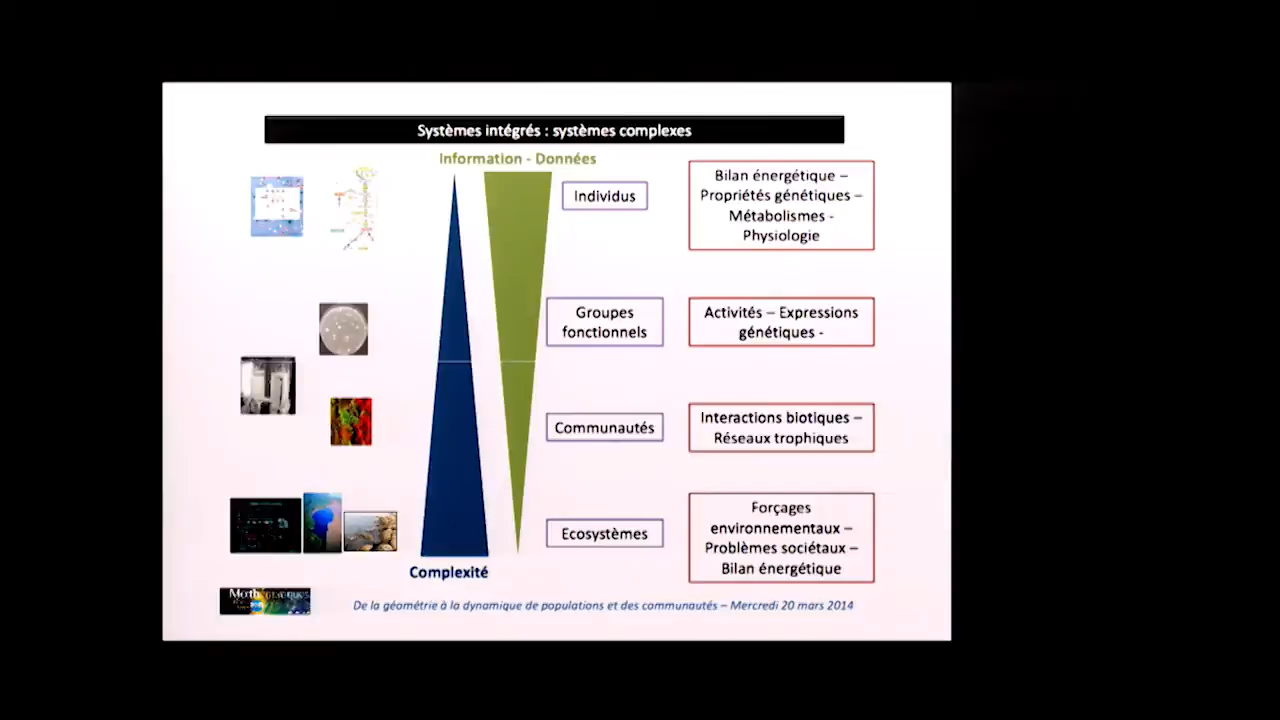 Systèmes intégrés : systèmes complexes
Information - Données
Individus
Bilan énergétique –
Propriétés génétiques –
Métabolismes -
Physiologie
Groupes
fonctionnels
Activités – Expressions
génétiques -
Communautés
Interactions biotiques –
Réseaux trophiques
Ecosystèmes
Forçages
environnementaux –
Problèmes sociétaux –
Bilan énergétique
Complexité
De la géométrie à la dynamique de populations et des communautés – Mercredi 20 mars 2014